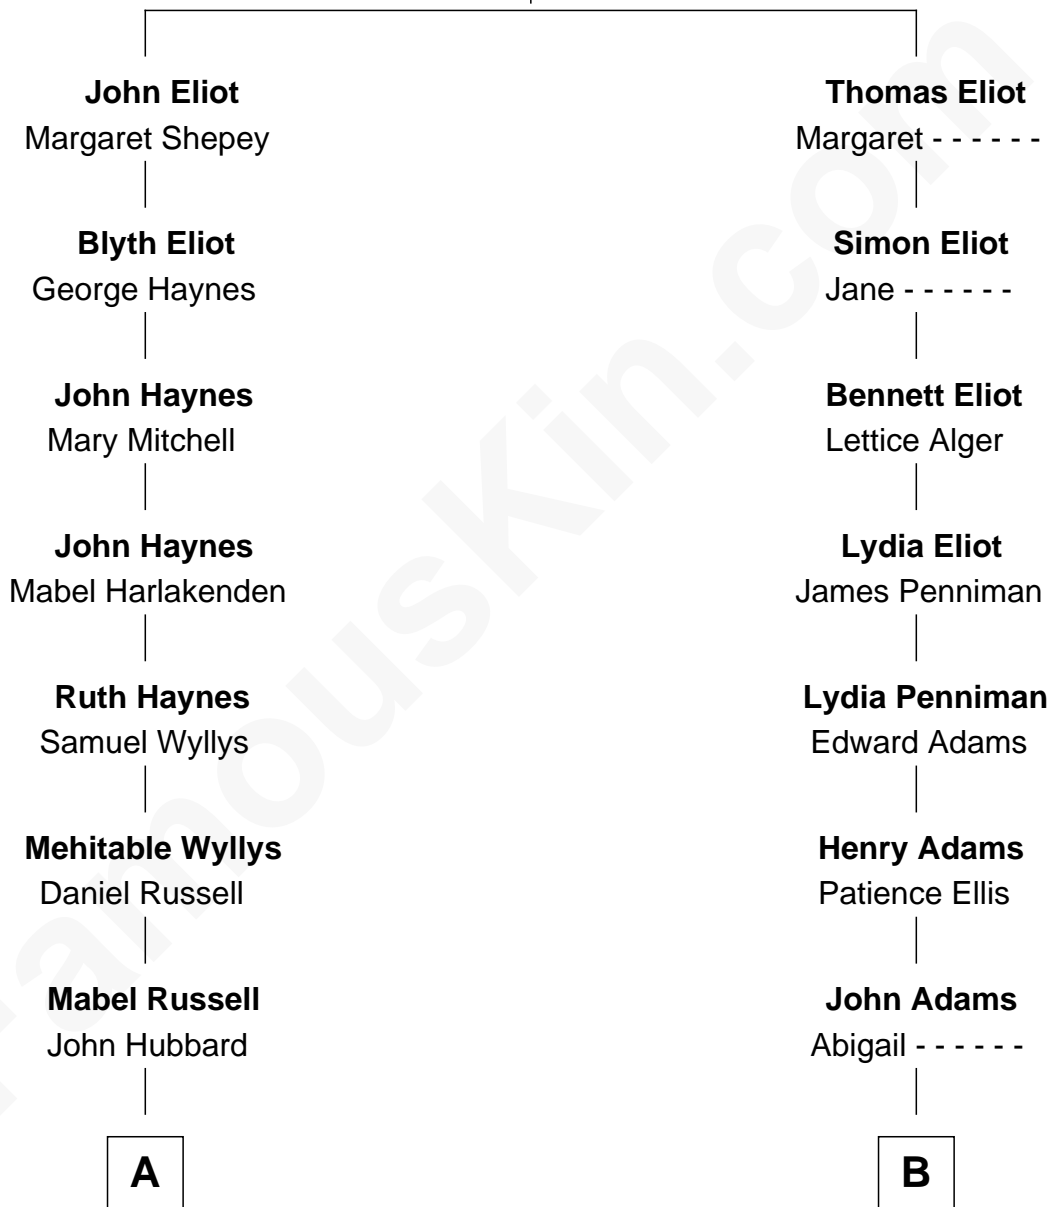 John Eliot
Margaret Shepey
Blyth Eliot
George Haynes
John Haynes
Mary Mitchell
John Haynes
Mabel Harlakenden
Ruth Haynes
Samuel Wyllys
Mehitable Wyllys
Daniel Russell
Mabel Russell
John Hubbard
A
Thomas Eliot
Margaret - - - - - -
Simon Eliot
Jane - - - - - -
Bennett Eliot
Lettice Alger
Lydia Eliot
James Penniman
Lydia Penniman
Edward Adams
Henry Adams
Patience Ellis
John Adams
Abigail - - - - - -
B
FamousKin.com